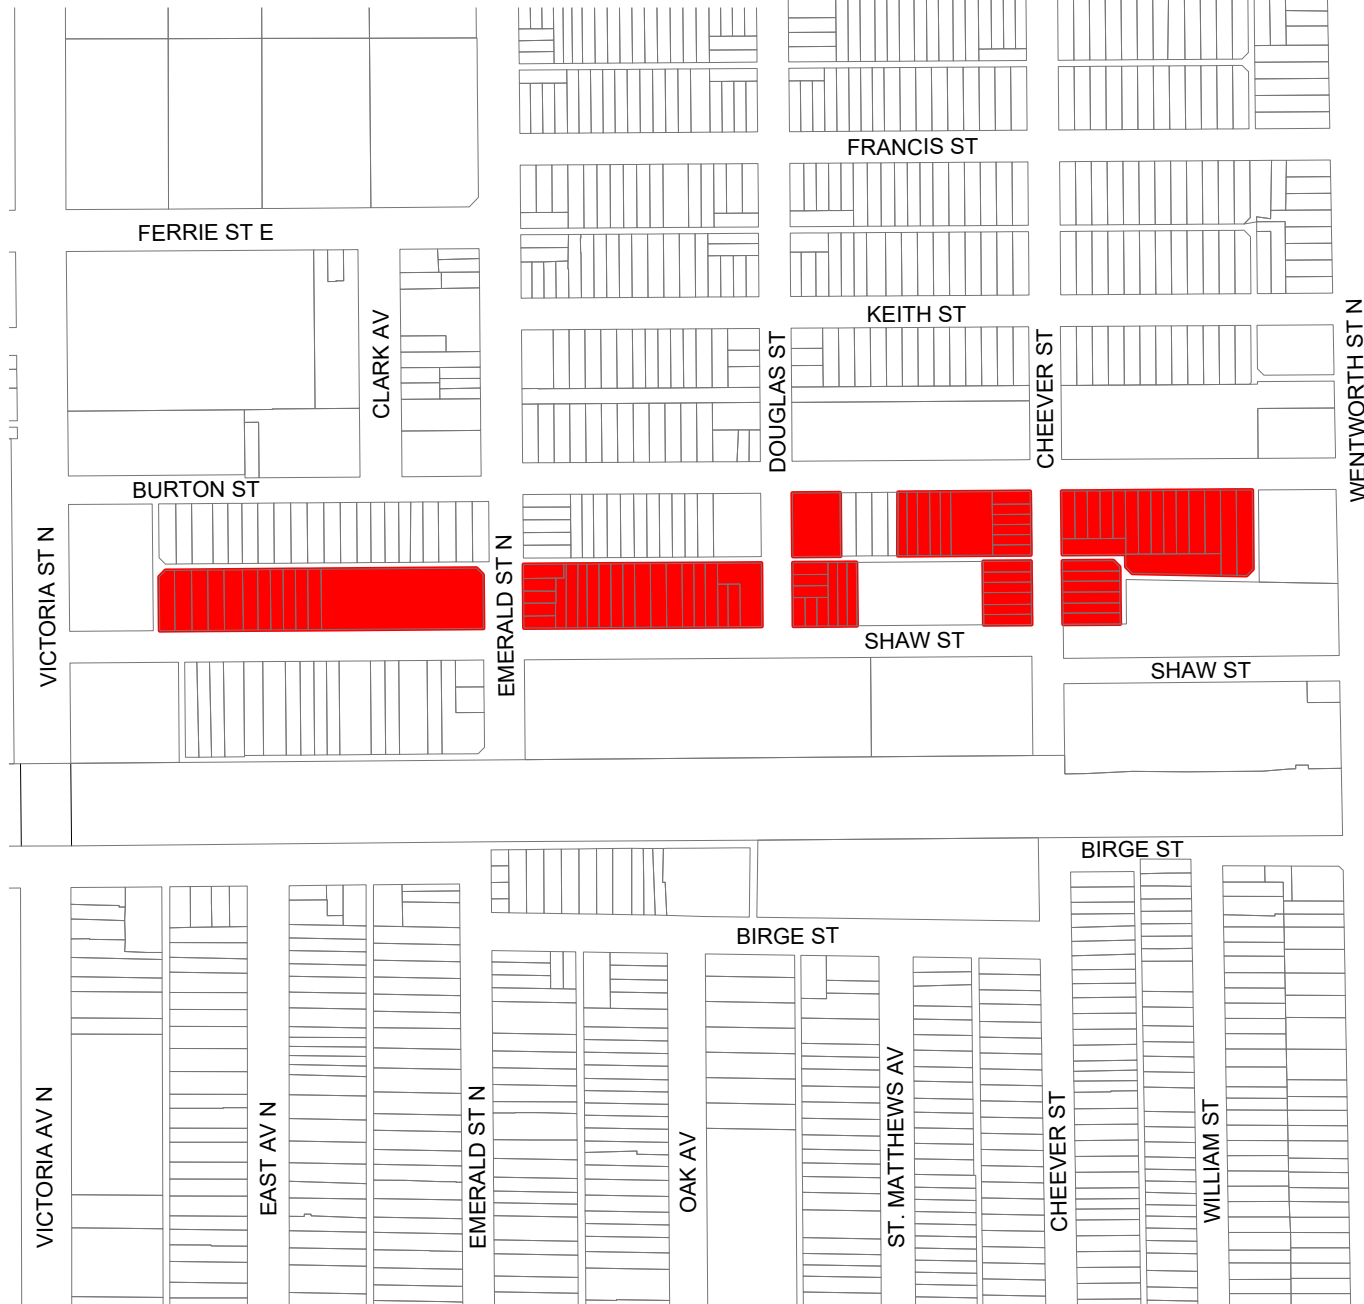 FRANCIS ST
FERRIE ST E
KEITH ST
CLARK AV
DOUGLAS ST
CHEEVER ST
WENTWORTH ST N
BURTON ST
VICTORIA ST N
EMERALD ST N
SHAW ST
SHAW ST
BIRGE ST
BIRGE ST
VICTORIA AV N
EAST AV N
EMERALD ST N
OAK AV
ST. MATTHEWS AV
CHEEVER ST
WILLIAM ST